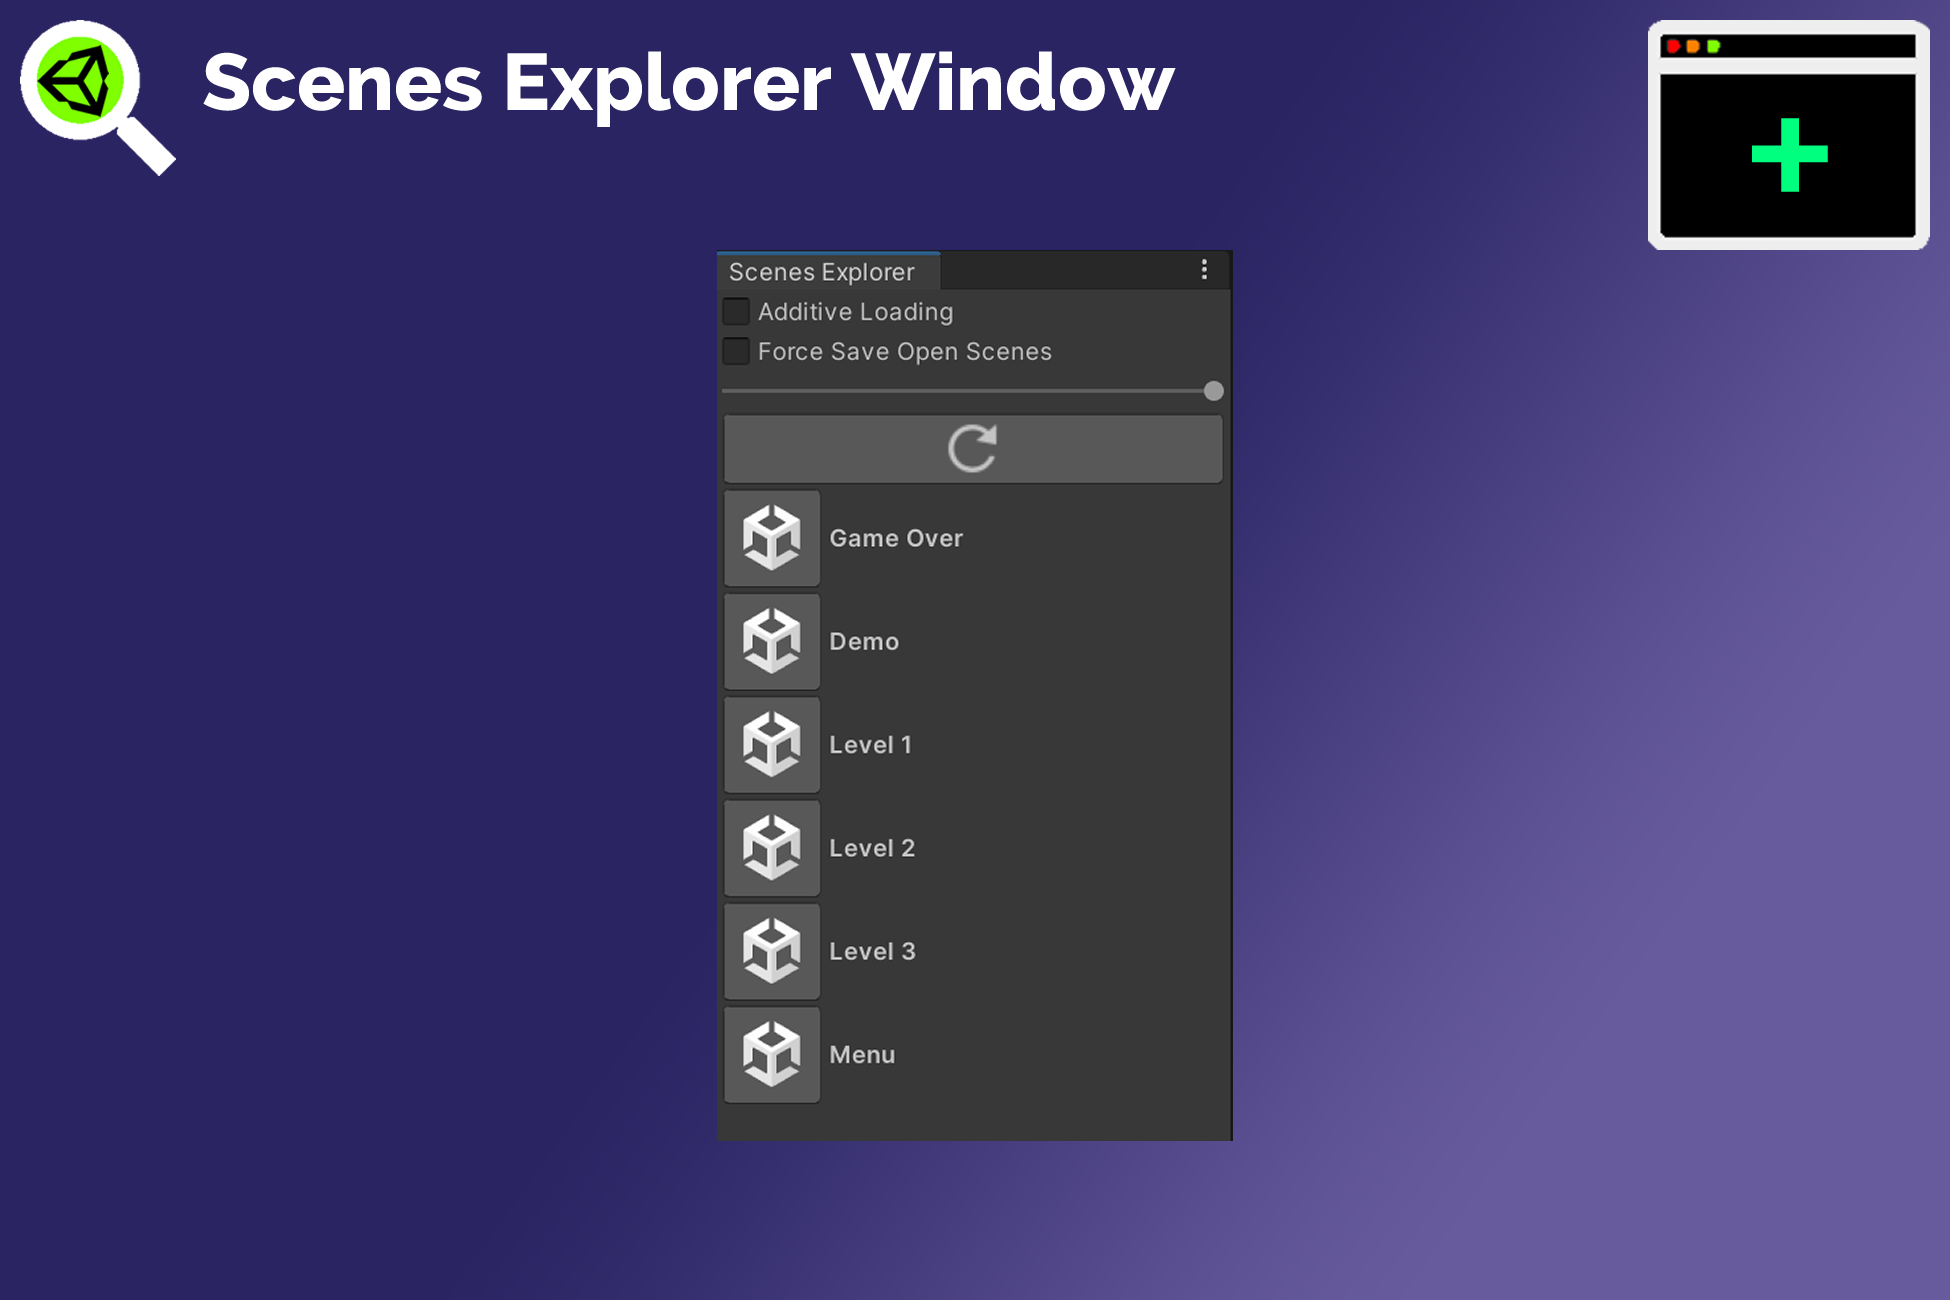 Scenes Explorer Window
Scenes Explorer
Additive Loading
Force Save Open Scenes
Game Over
Demo
Level 1
Level 2
Level 3
Menu